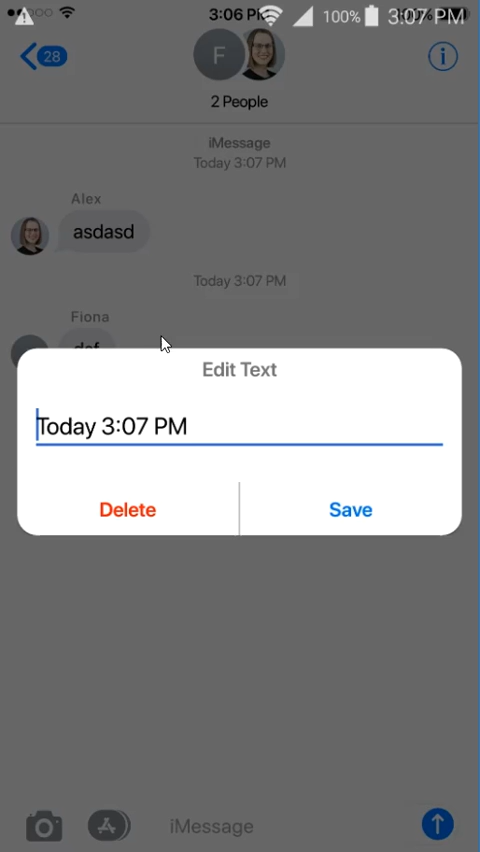 3:06 PM 100% 3:07 PM
28
F
2 People
iMessage
Today 3:07 PM
Alex
asdasd
Today 3:07 PM
Fiona
Edit Text
Today 3:07 PM
Delete
Save
iMessage